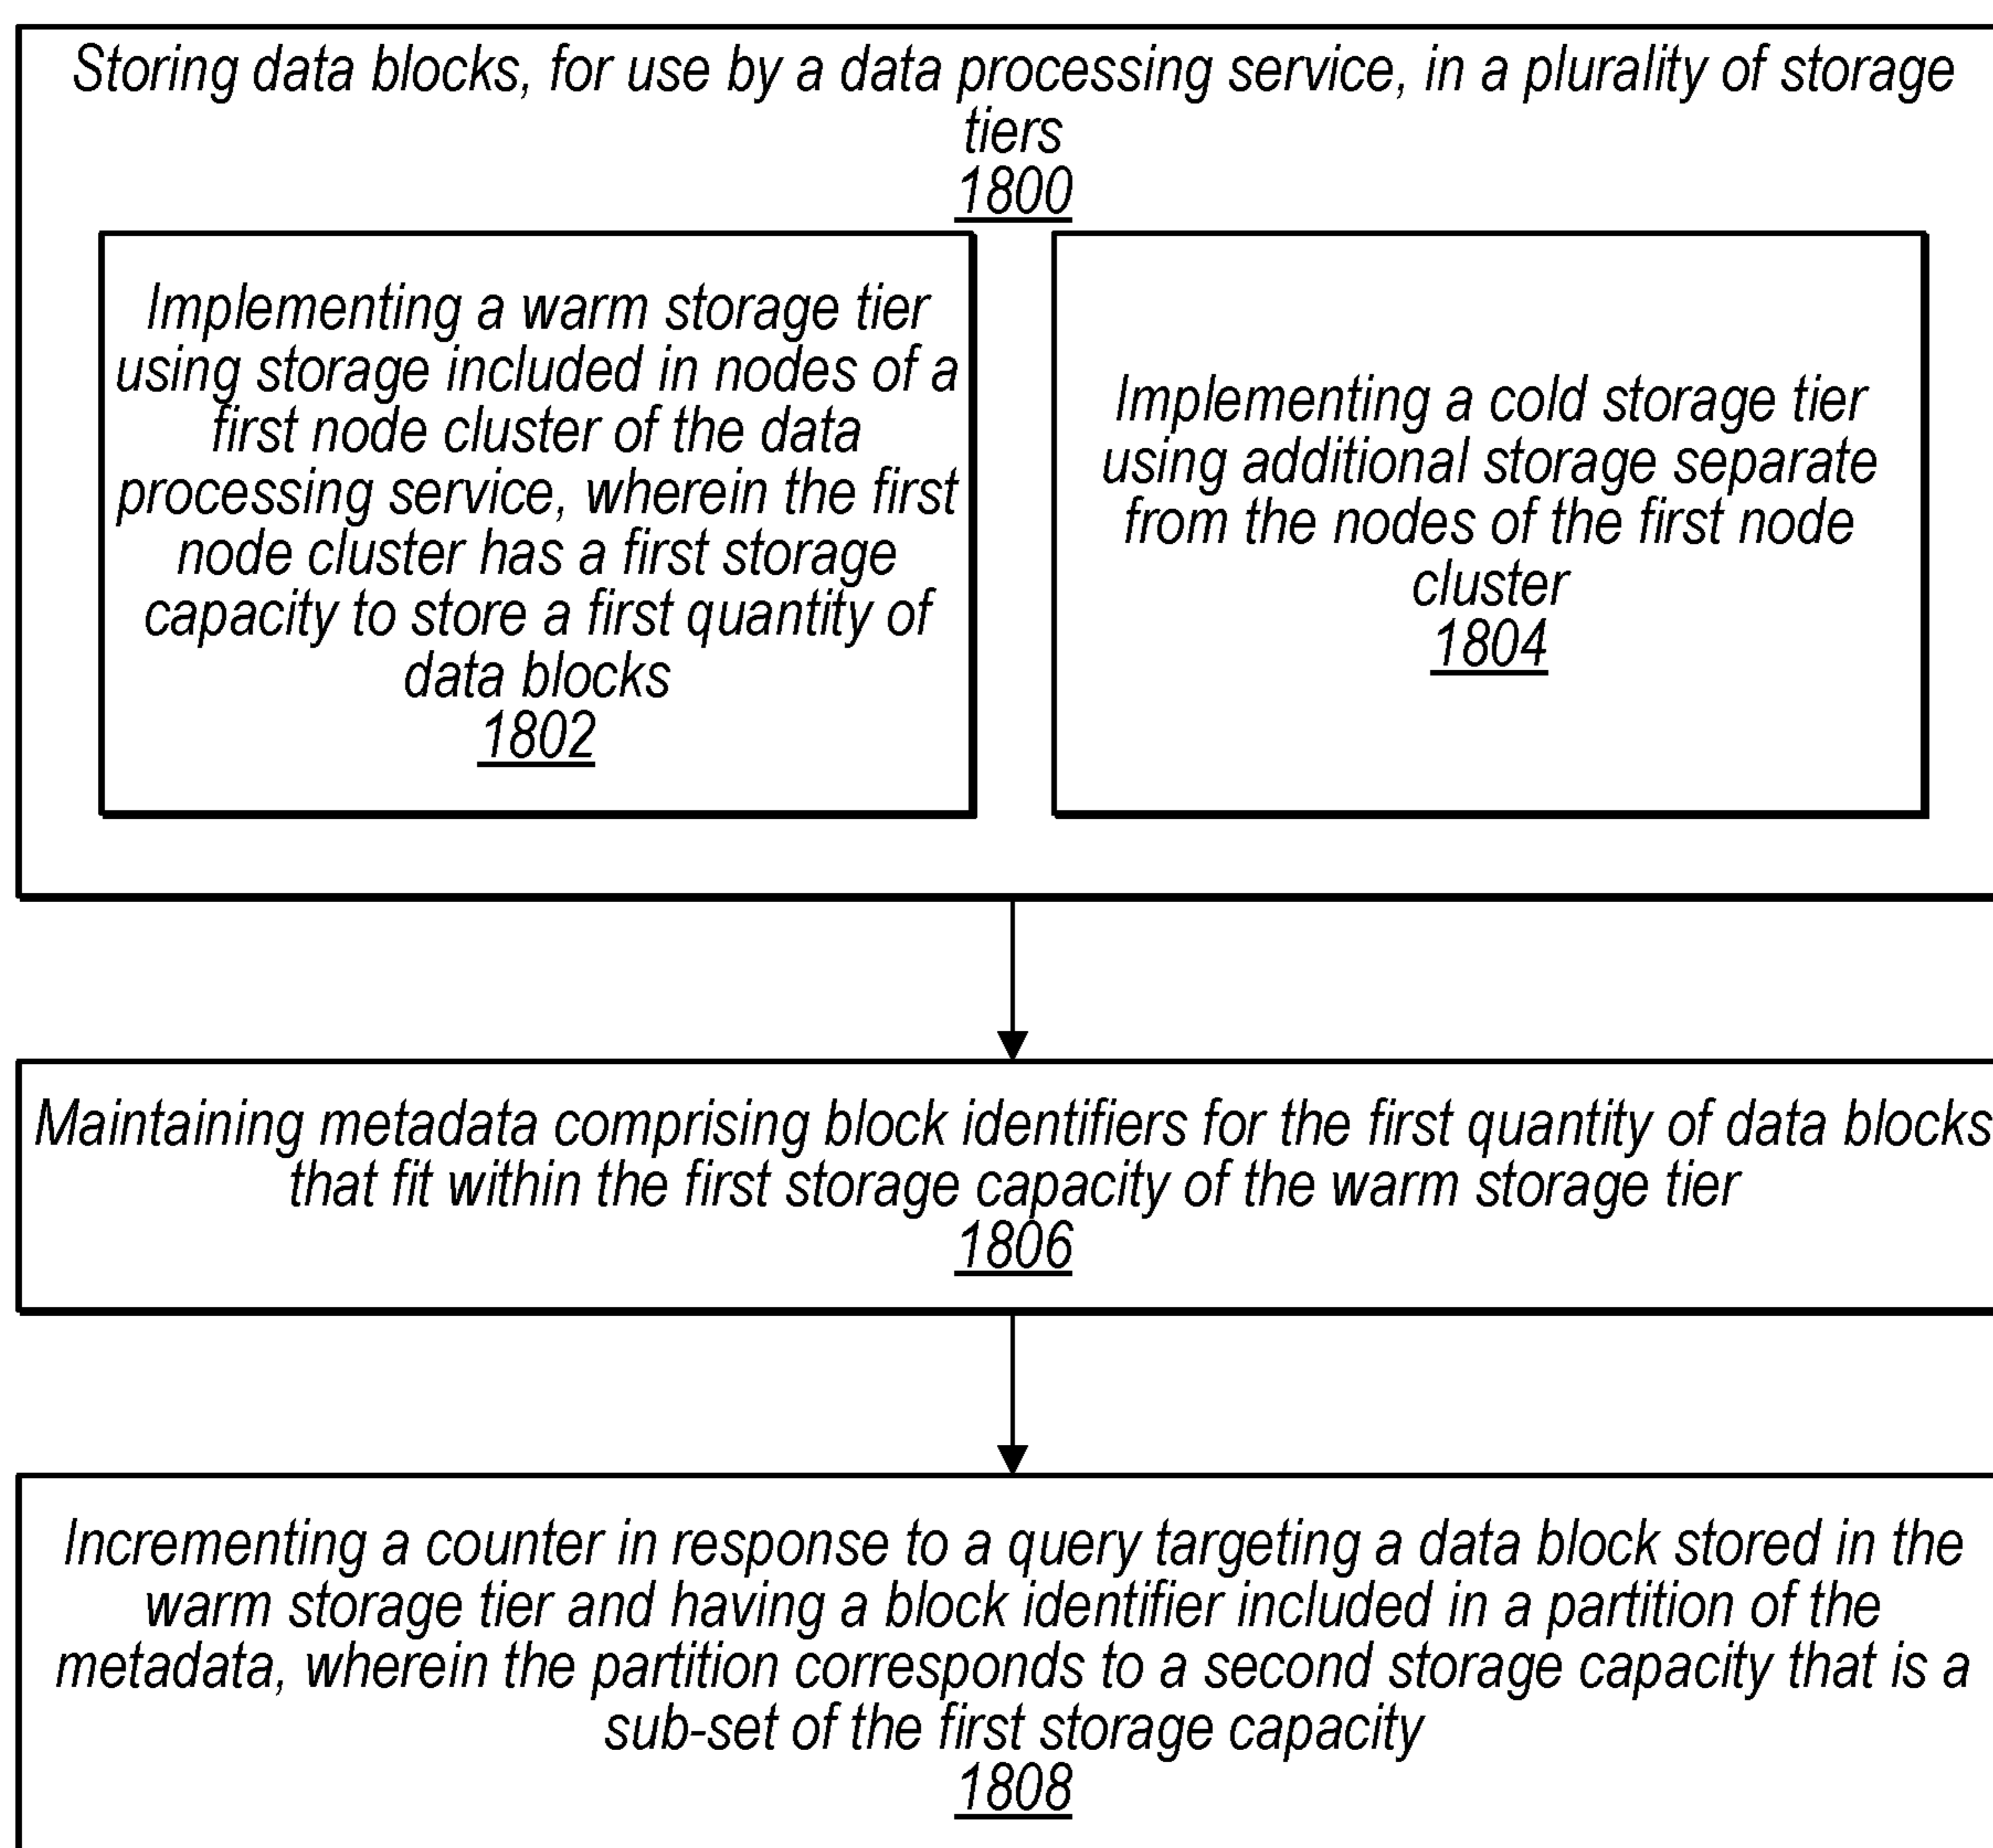 Storing data blocks, for use by a data processing service, in a plurality of storage
tiers
1800
Implementing a warm storage tier
using storage included in nodes of a
first node cluster of the data
processing service, wherein the first
node cluster has a first storage
capacity to store a first quantity of
data blocks
1802
Implementing a cold storage tier
using additional storage separate
from the nodes of the first node
cluster
1804
Maintaining metadata comprising block identifiers for the first quantity of data blocks
that fit within the first storage capacity of the warm storage tier
1806
Incrementing a counter in response to a query targeting a data block stored in the
warm storage tier and having a block identifier included in a partition of the
metadata, wherein the partition corresponds to a second storage capacity that is a
sub-set of the first storage capacity
1808